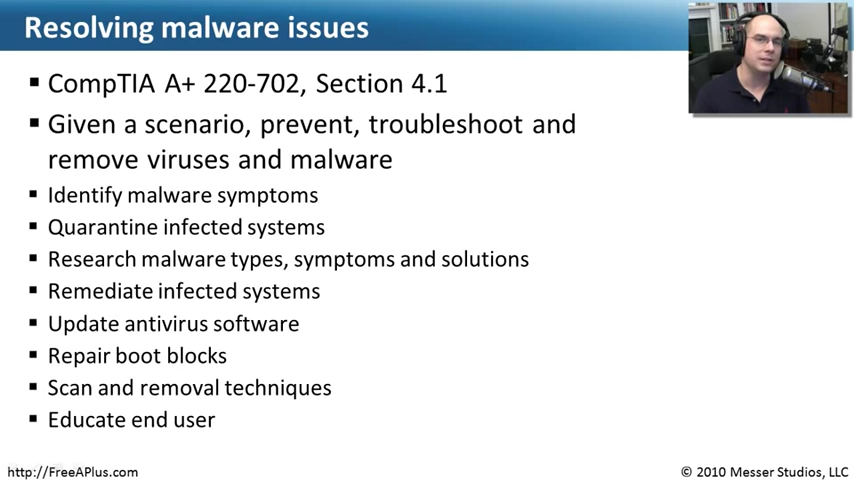 Resolving malware issues
▪ CompTIA A+ 220-702, Section 4.1
▪ Given a scenario, prevent, troubleshoot and
remove viruses and malware
▪ Identify malware symptoms
▪ Quarantine infected systems
▪ Research malware types, symptoms and solutions
▪ Remediate infected systems
▪ Update antivirus software
▪ Repair boot blocks
▪ Scan and removal techniques
▪ Educate end user
http://FreeAPlus.com
© 2010 Messer Studios, LLC